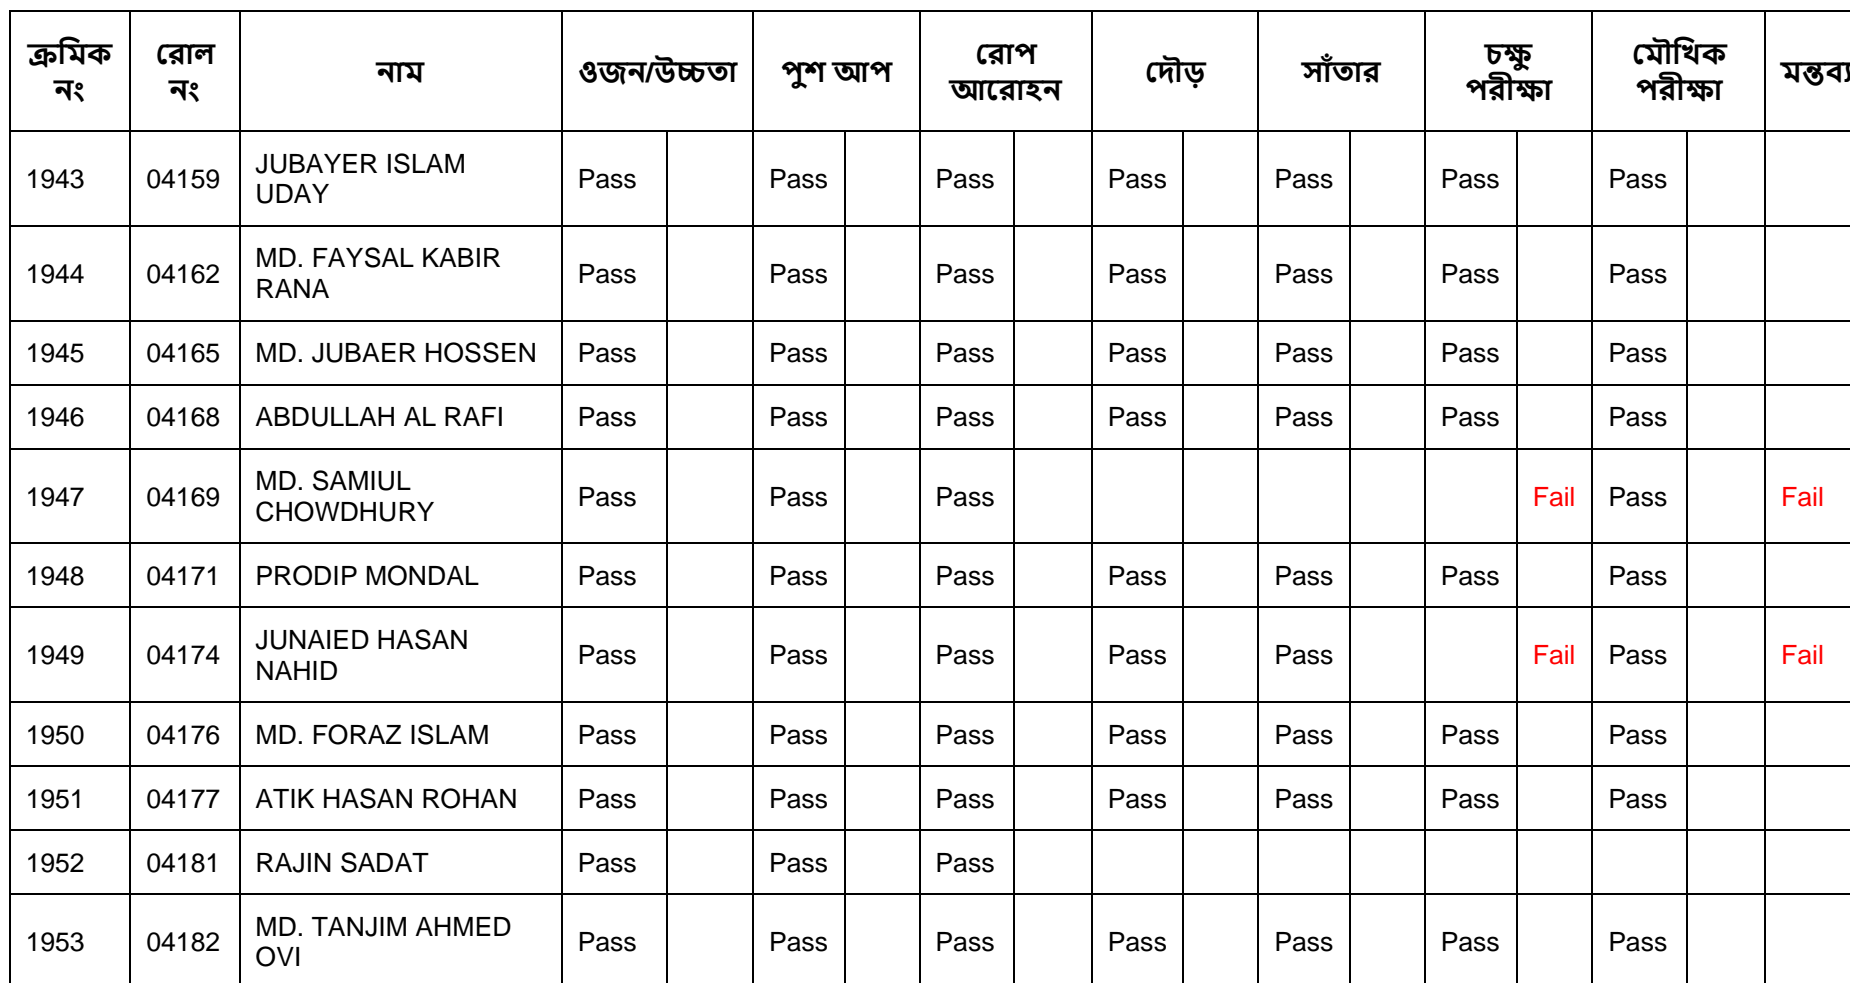 ক্রমিক নং রোল নং নাম ওজন/উচ্চতা পুশ আপ রোপ আরোহন দৌড় সাঁতার চক্ষু পরীক্ষা মৌখিক পরীক্ষা মন্তব্য
1943 04159 JUBAYER ISLAM UDAY Pass Pass Pass Pass Pass Pass Pass
1944 04162 MD. FAYSAL KABIR RANA Pass Pass Pass Pass Pass Pass Pass
1945 04165 MD. JUBAER HOSSEN Pass Pass Pass Pass Pass Pass Pass
1946 04168 ABDULLAH AL RAFI Pass Pass Pass Pass Pass Pass Pass
1947 04169 MD. SAMIUL CHOWDHURY Pass Pass Pass Fail Pass Fail
1948 04171 PRODIP MONDAL Pass Pass Pass Pass Pass Pass Pass
1949 04174 JUNAIED HASAN NAHID Pass Pass Pass Pass Pass Fail Pass Fail
1950 04176 MD. FORAZ ISLAM Pass Pass Pass Pass Pass Pass Pass
1951 04177 ATIK HASAN ROHAN Pass Pass Pass Pass Pass Pass Pass
1952 04181 RAJIN SADAT Pass Pass Pass
1953 04182 MD. TANJIM AHMED OVI Pass Pass Pass Pass Pass Pass Pass